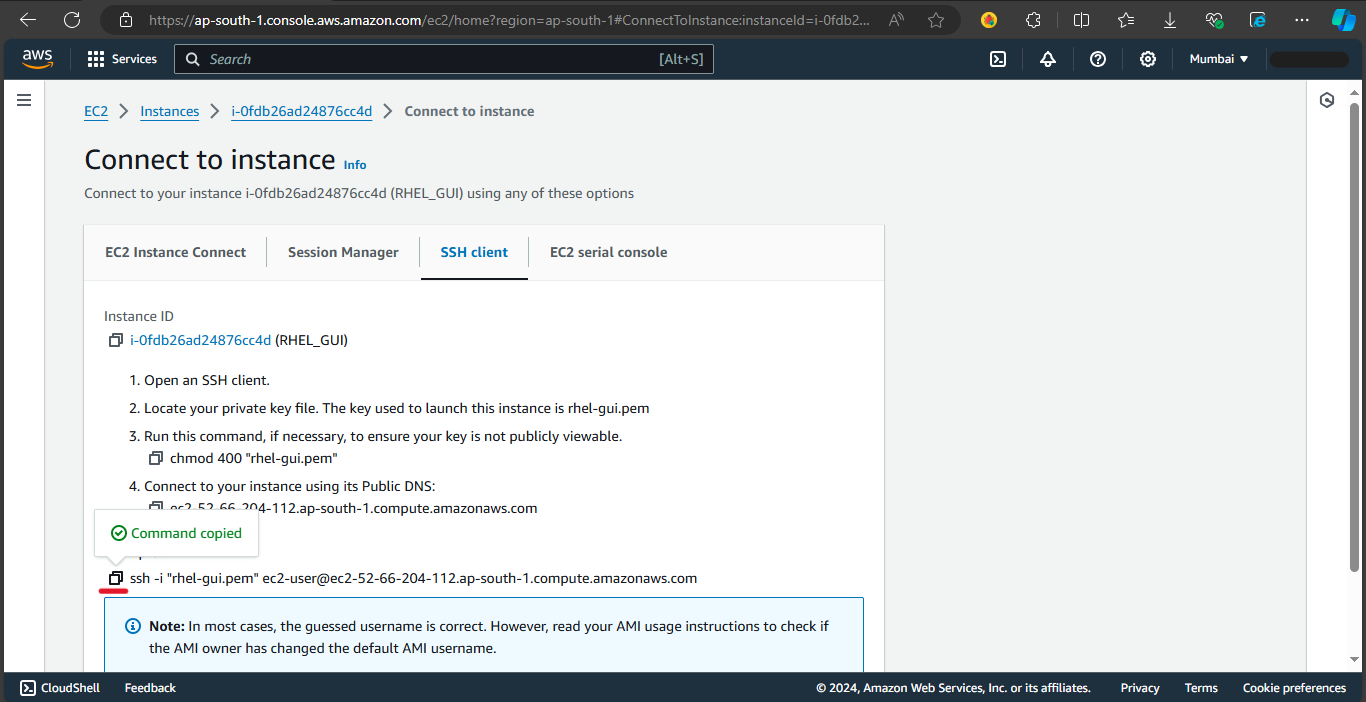 https://ap-south-1.console.aws.amazon.com/ec2/home?region=ap-south-1#ConnectToInstance:instanceId=i-0fdb2...
aws
Services
Search
[Alt+S]
Mumbai
EC2
Instances
i-0fdb26ad24876cc4d
Connect to instance
Connect to instance Info
Connect to your instance i-0fdb26ad24876cc4d (RHEL_GUI) using any of these options
EC2 Instance Connect
Session Manager
SSH client
EC2 serial console
Instance ID
i-0fdb26ad24876cc4d (RHEL_GUI)
1. Open an SSH client.
2. Locate your private key file. The key used to launch this instance is rhel-gui.pem
3. Run this command, if necessary, to ensure your key is not publicly viewable.
chmod 400 "rhel-gui.pem"
4. Connect to your instance using its Public DNS:
ec2-52-66-204-112.ap-south-1.compute.amazonaws.com
Command copied
ssh -i "rhel-gui.pem" ec2-user@ec2-52-66-204-112.ap-south-1.compute.amazonaws.com
Note: In most cases, the guessed username is correct. However, read your AMI usage instructions to check if
the AMI owner has changed the default AMI username.
CloudShell
Feedback
© 2024, Amazon Web Services, Inc. or its affiliates.
Privacy
Terms
Cookie preferences